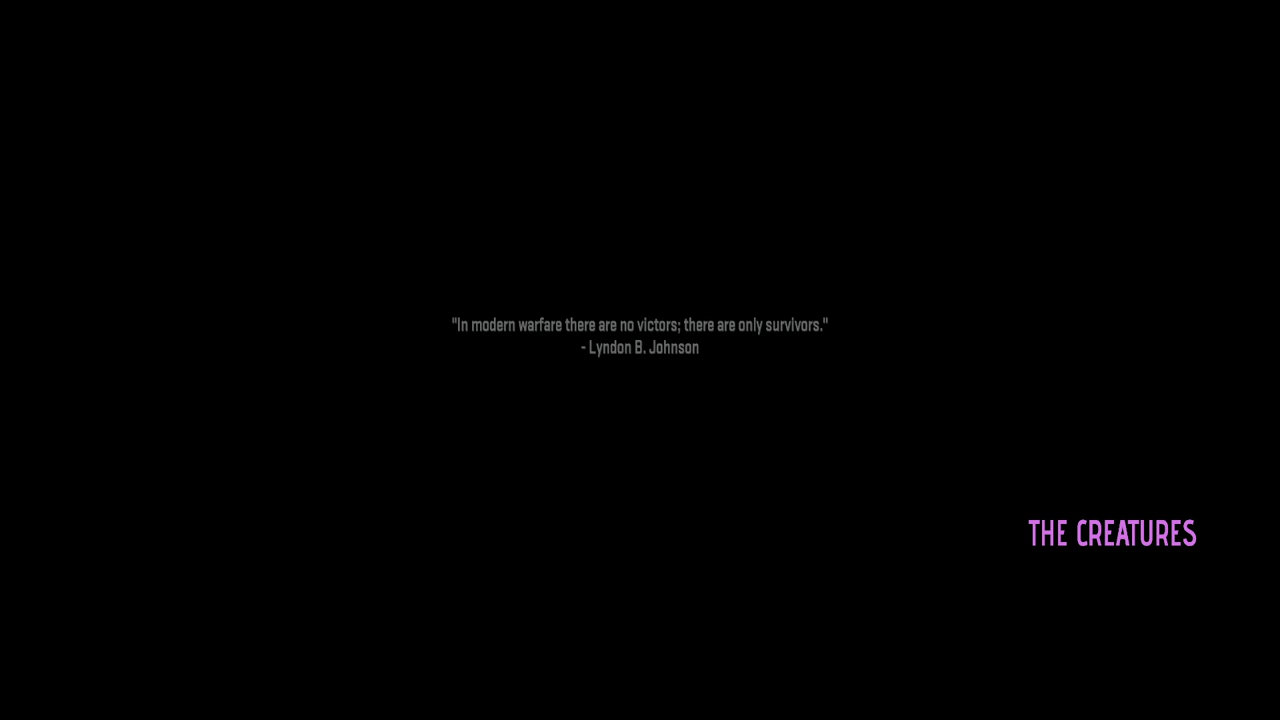 "In modern warfare there are no victors; there are only survivors."
- Lyndon B. Johnson
THE CREATURES